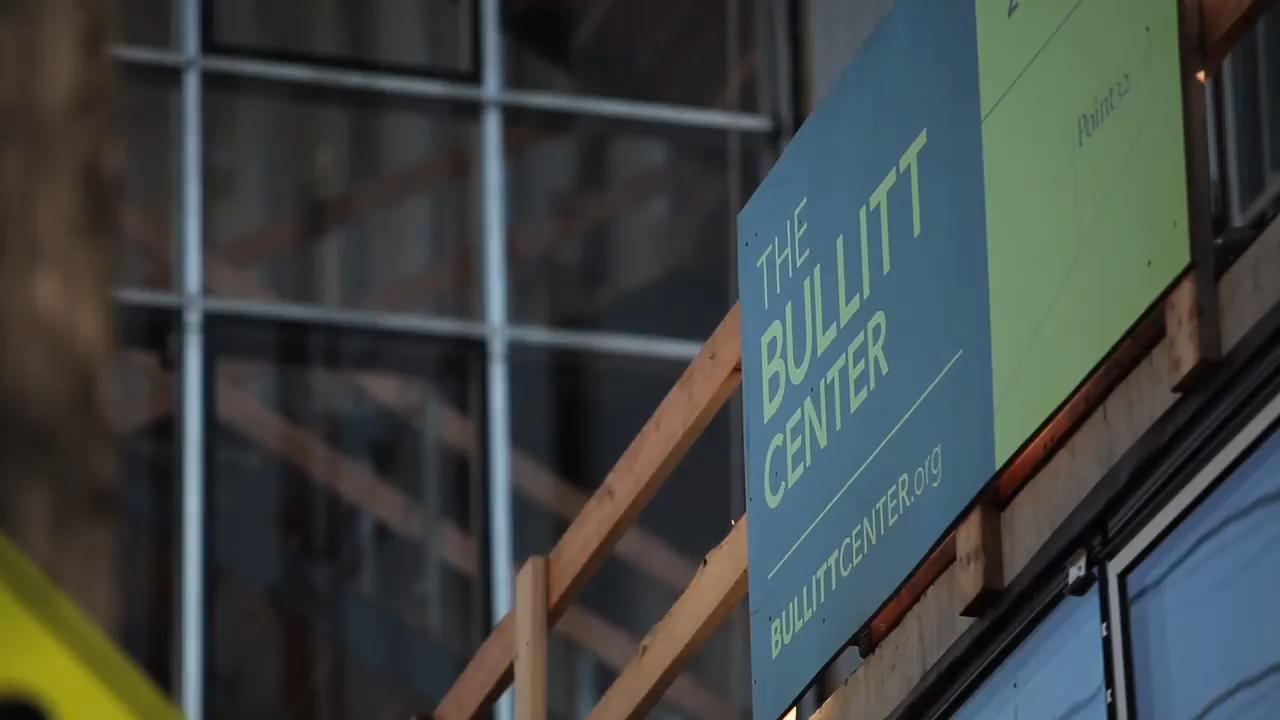 THE
BULLITT
CENTER
BULLITTCENTER.org
Point32